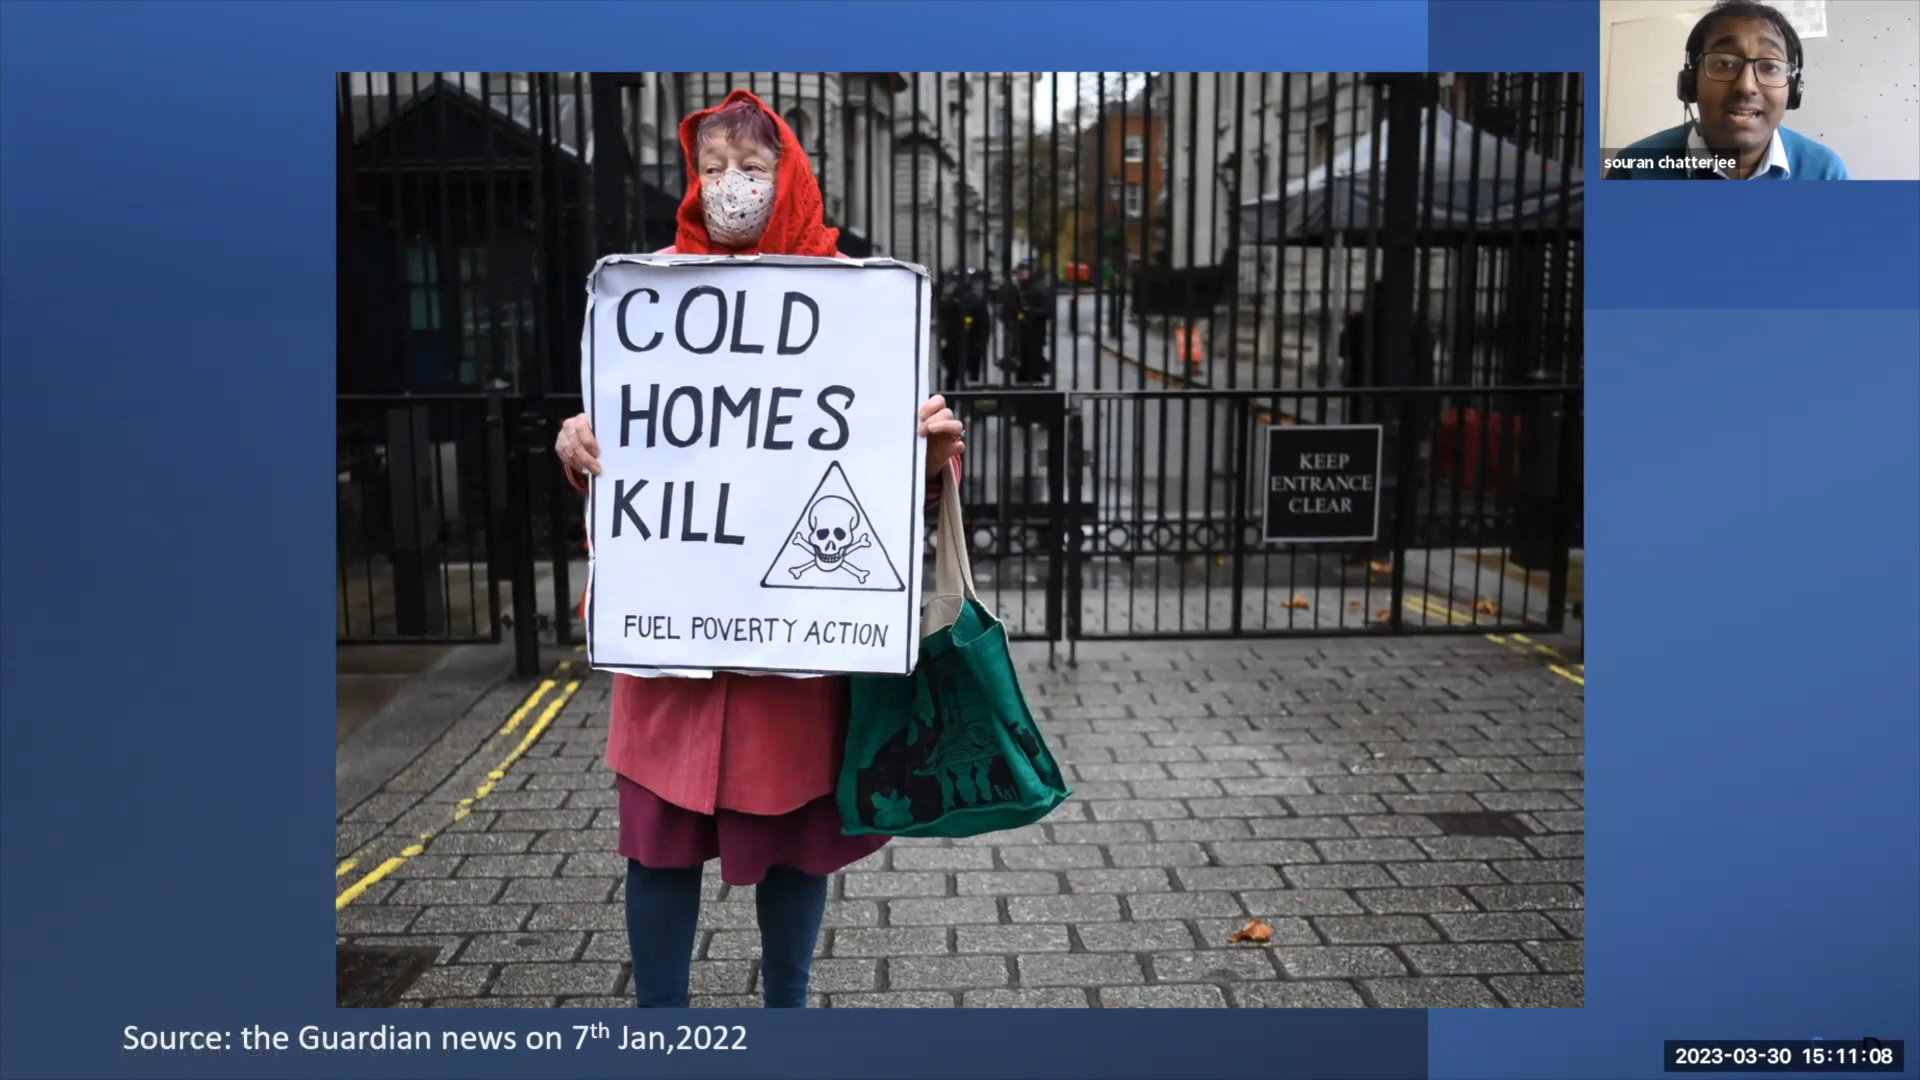 souran chatterjee
COLD
HOMES
KILL
FUEL POVERTY ACTION
KEEP
ENTRANCE
CLEAR
Source: the Guardian news on 7th Jan,2022
2023-03-30 15:11:08